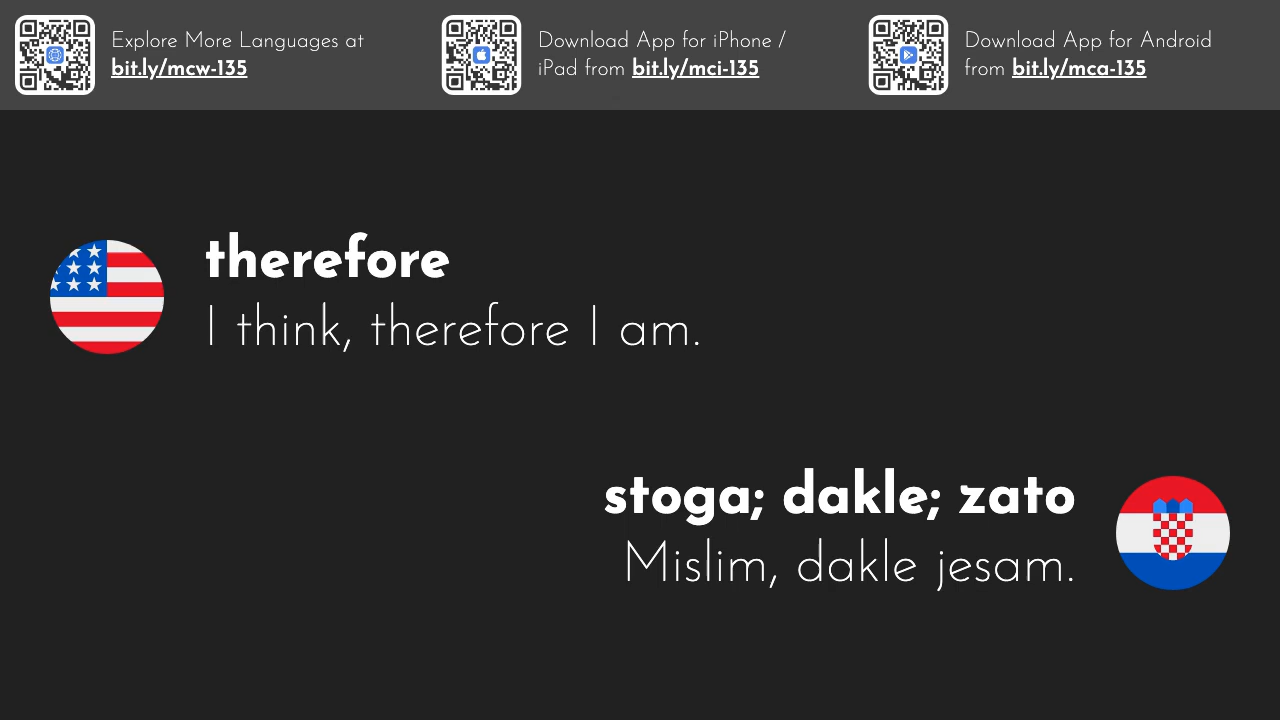 Explore More Languages at
bit.ly/mcw-135
Download App for iPhone /
iPad from bit.ly/mci-135
Download App for Android
from bit.ly/mca-135
therefore
I think, therefore I am.
stoga; dakle; zato
Mislim, dakle jesam.